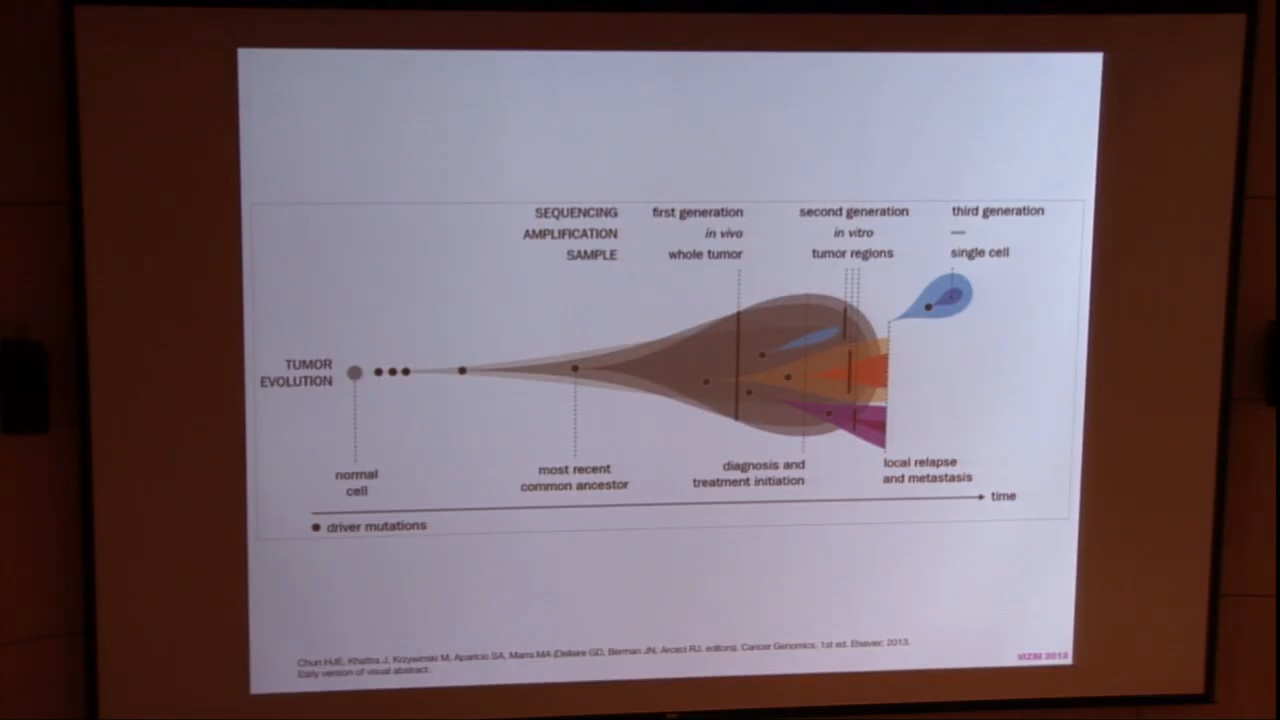 SEQUENCING first generation second generation third generation
AMPLIFICATION in vivo in vitro —
SAMPLE whole tumor tumor regions single cell
TUMOR
EVOLUTION
normal
cell
most recent
common ancestor
diagnosis and
treatment initiation
local relapse
and metastasis
time
driver mutations
Chun HJE, Khattra J, Krzywinski M, Aparicio SA, Marra MA (Dellaire GD, Berman JN, Arceci RJ, editors), Cancer Genomics, 1st ed. Elsevier; 2013.
Early version of visual abstract.
VIZBI 2013